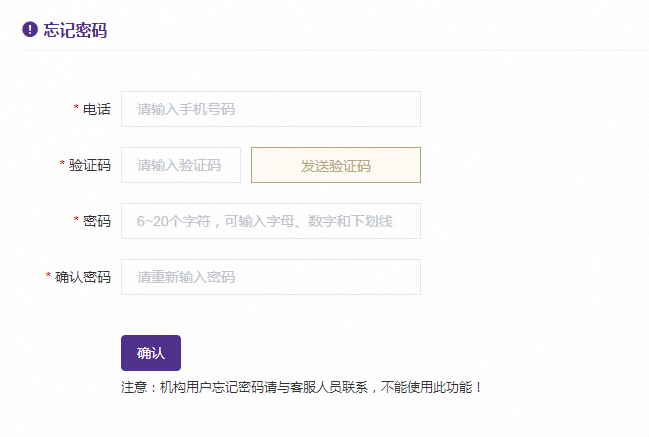 忘记密码
* 电话 请输入手机号码
* 验证码 请输入验证码 发送验证码
* 密码 6~20个字符，可输入字母、数字和下划线
* 确认密码 请重新输入密码
确认
注意：机构用户忘记密码请与客服人员联系，不能使用此功能！